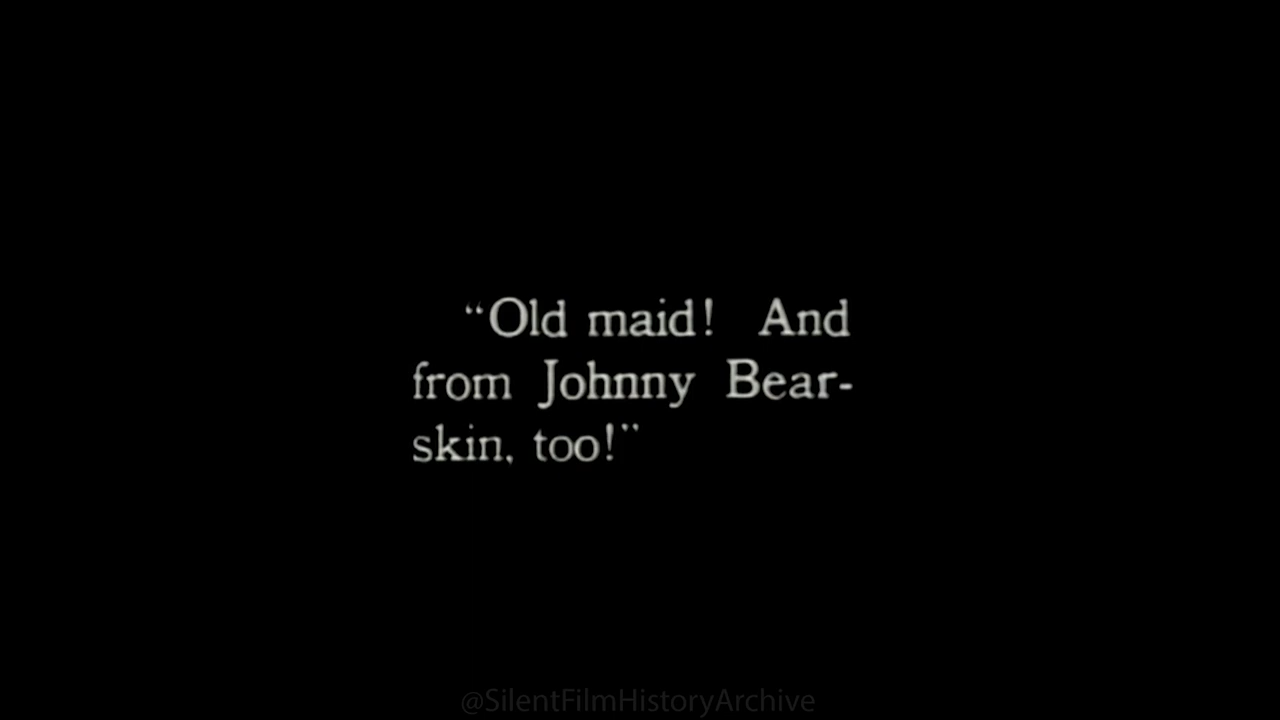 “Old maid! And
from Johnny Bear-
skin, too!”
@SilentFilmHistoryArchive